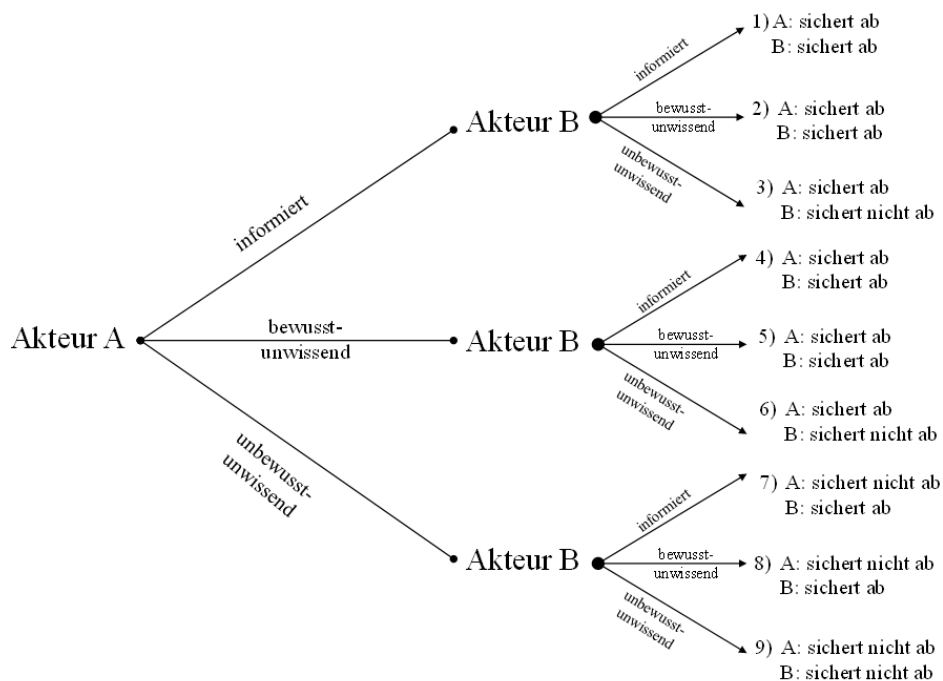 1) A: sichert ab
B: sichert ab
informiert
Akteur B
bewusst-
unwissend
2) A: sichert ab
B: sichert ab
unbewusst-
unwissend
3) A: sichert ab
B: sichert nicht ab
informiert
4) A: sichert ab
B: sichert ab
informiert
Akteur A
bewusst-
unwissend
Akteur B
bewusst-
unwissend
5) A: sichert ab
B: sichert ab
unbewusst-
unwissend
6) A: sichert ab
B: sichert nicht ab
unbewusst-
unwissend
7) A: sichert nicht ab
B: sichert ab
informiert
Akteur B
bewusst-
unwissend
8) A: sichert nicht ab
B: sichert ab
unbewusst-
unwissend
9) A: sichert nicht ab
B: sichert nicht ab